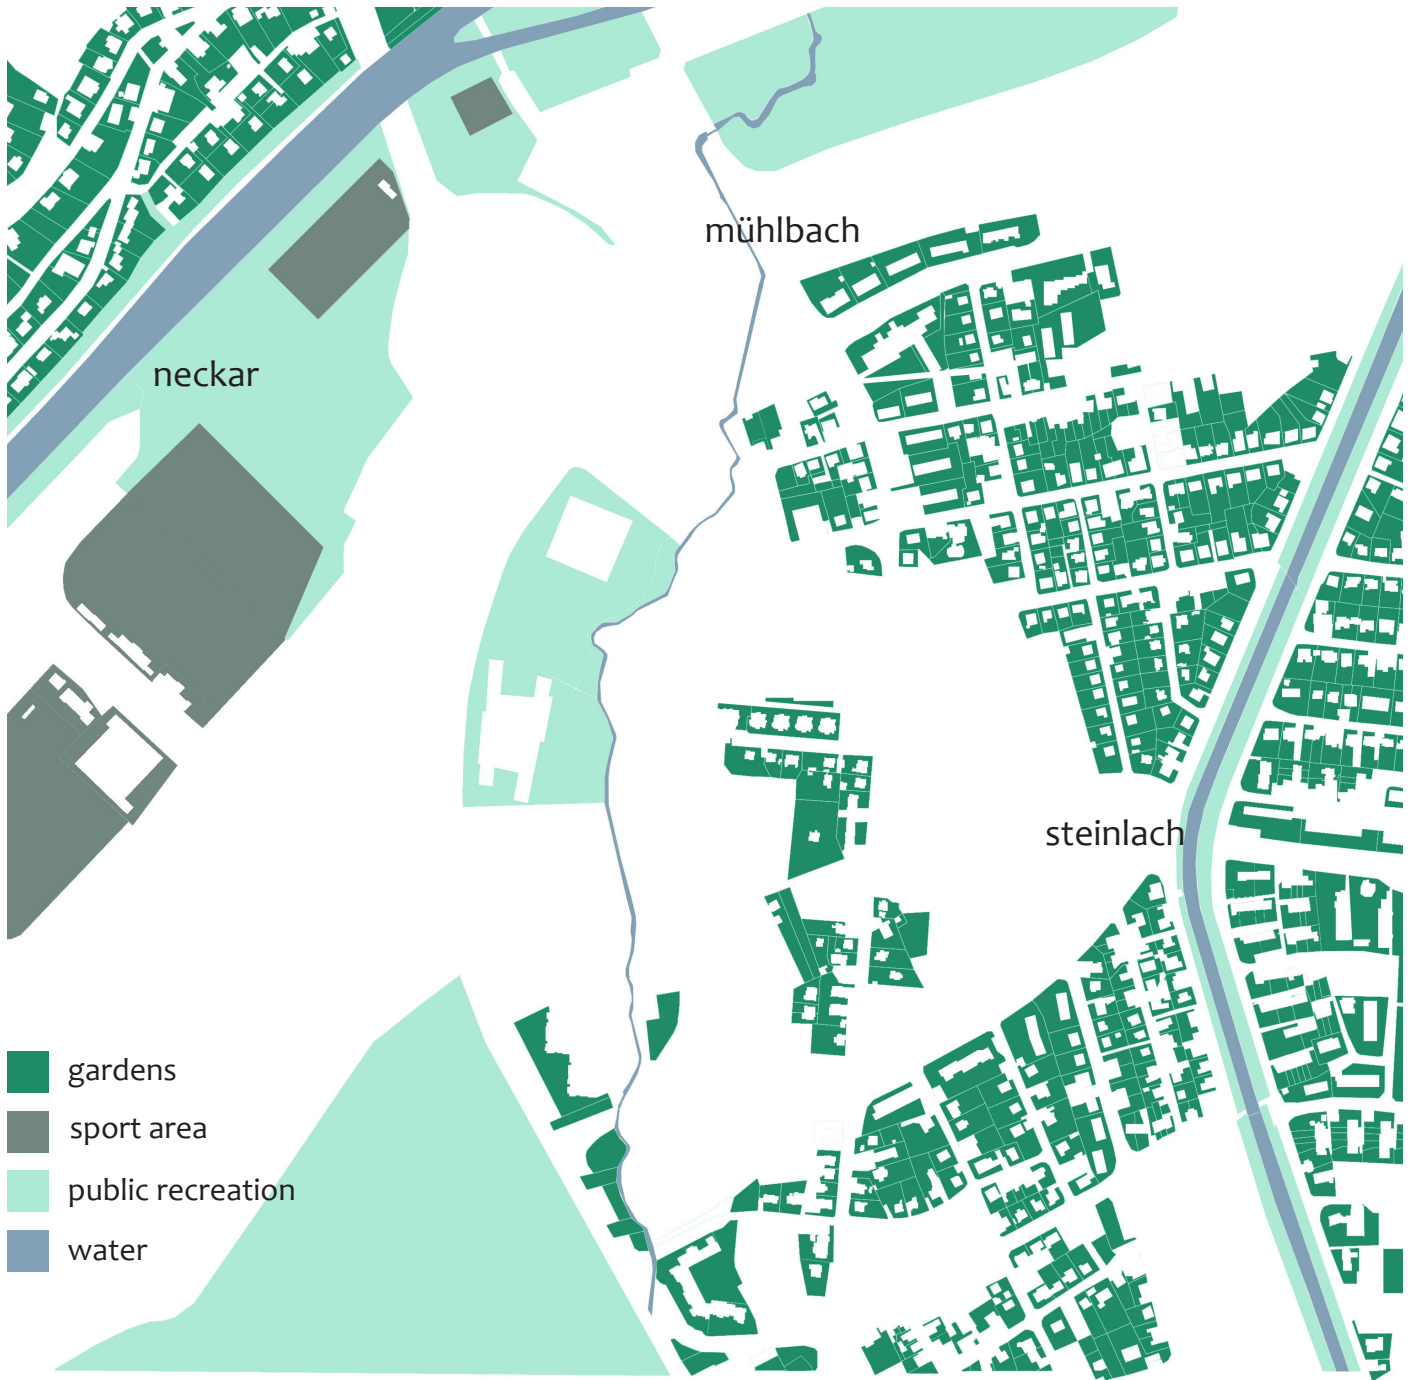 mühlbach
neckar
steinlach
gardens
sport area
public recreation
water